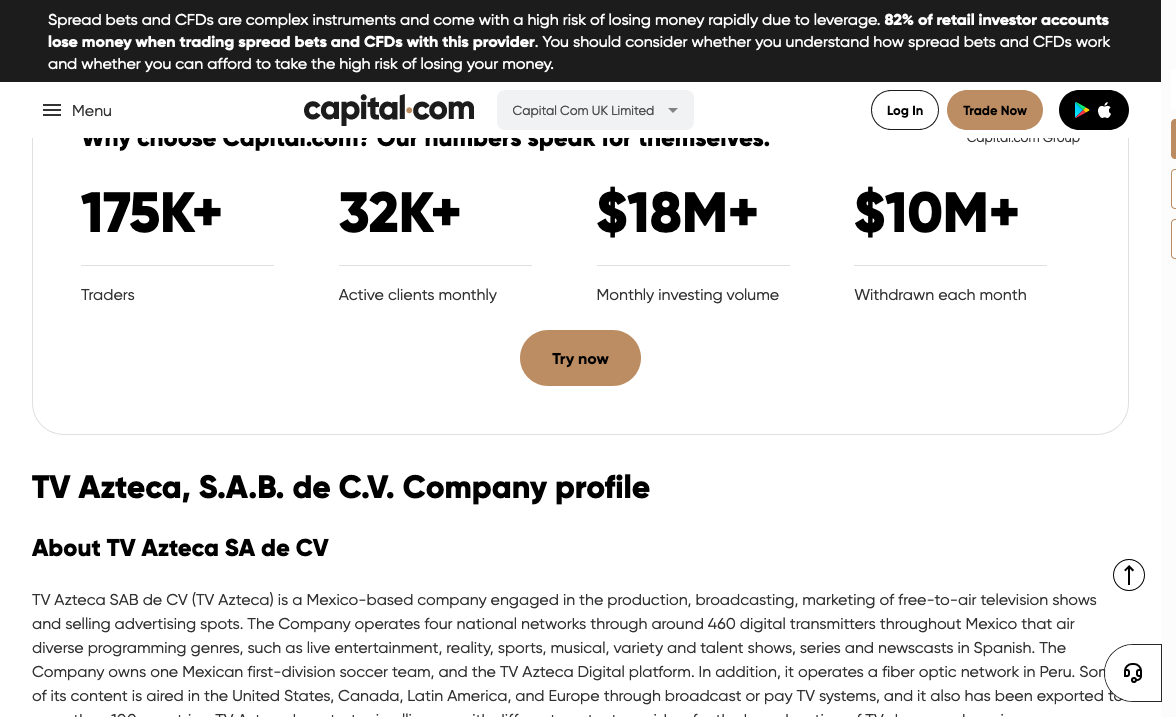 Spread bets and CFDs are complex instruments and come with a high risk of losing money rapidly due to leverage. 82% of retail investor accounts
lose money when trading spread bets and CFDs with this provider. You should consider whether you understand how spread bets and CFDs work
and whether you can afford to take the high risk of losing your money.
Menu
capital.com
Capital Com UK Limited
Log In
Trade Now
Why choose Capital.com? Our numbers speak for themselves.
Capital.com Group
175K+
32K+
$18M+
$10M+
Traders
Active clients monthly
Monthly investing volume
Withdrawn each month
Try now
TV Azteca, S.A.B. de C.V. Company profile
About TV Azteca SA de CV
TV Azteca SAB de CV (TV Azteca) is a Mexico-based company engaged in the production, broadcasting, marketing of free-to-air television shows
and selling advertising spots. The Company operates four national networks through around 460 digital transmitters throughout Mexico that air
diverse programming genres, such as live entertainment, reality, sports, musical, variety and talent shows, series and newscasts in Spanish. The
Company owns one Mexican first-division soccer team, and the TV Azteca Digital platform. In addition, it operates a fiber optic network in Peru.
of its content is aired in the United States, Canada, Latin America, and Europe through broadcast or pay TV systems, and it also has been exported to